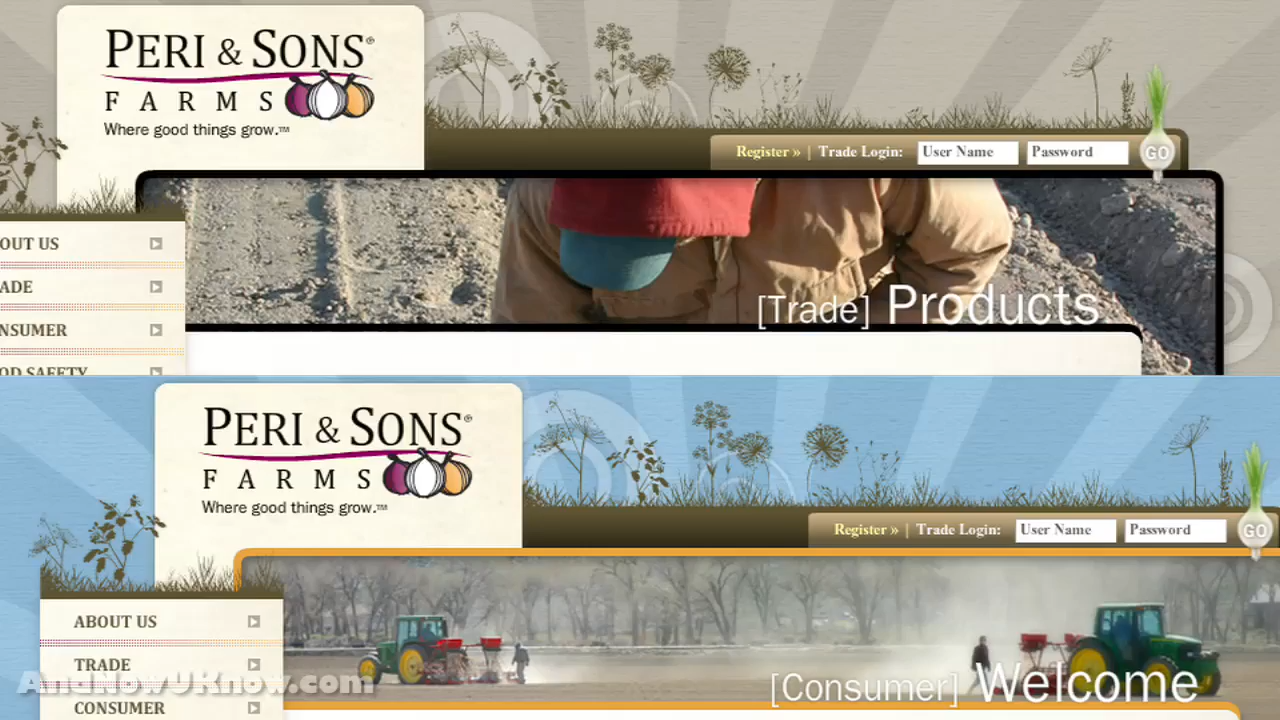 PERI & SONS®
FARMS
Where good things grow.™
Register » | Trade Login: User Name Password GO
OUT US
ADE
NSUMER
OD SAFETY
[Trade] Products
PERI & SONS®
FARMS
Where good things grow.™
Register » | Trade Login: User Name Password GO
ABOUT US
TRADE
CONSUMER
[Consumer] Welcome
AndNowUKnow.com